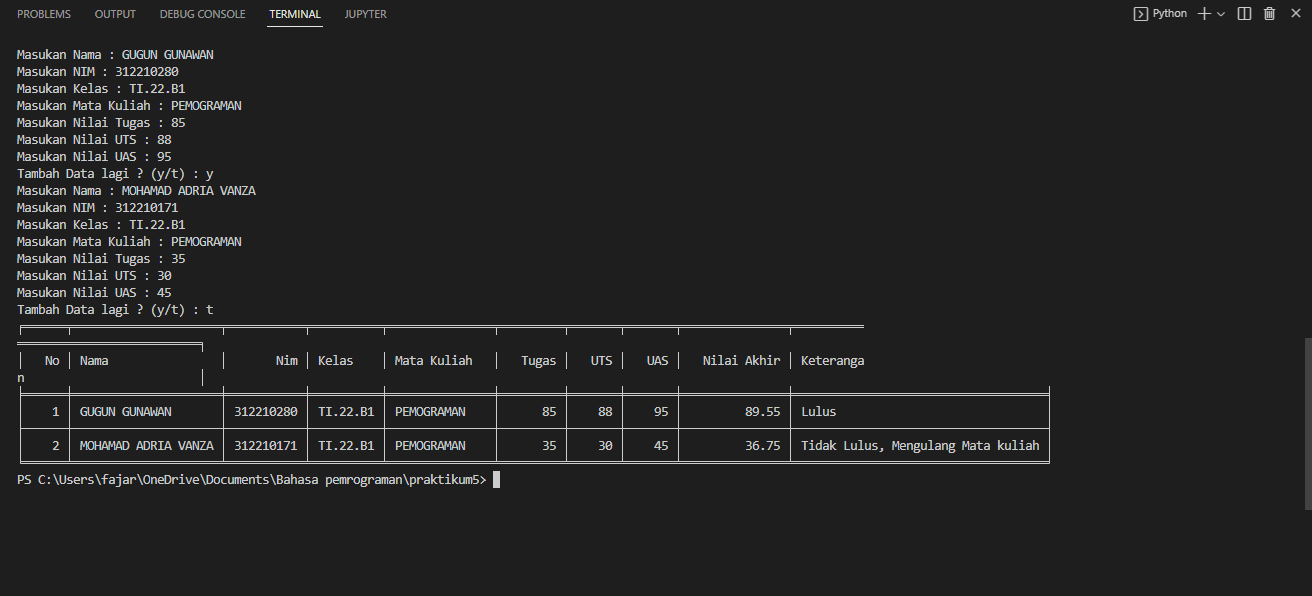 PROBLEMS OUTPUT DEBUG CONSOLE TERMINAL JUPYTER Python
Masukan Nama : GUGUN GUNAWAN
Masukan NIM : 312210280
Masukan Kelas : TI.22.B1
Masukan Mata Kuliah : PEMOGRAMAN
Masukan Nilai Tugas : 85
Masukan Nilai UTS : 88
Masukan Nilai UAS : 95
Tambah Data lagi ? (y/t) : y
Masukan Nama : MOHAMAD ADRIA VANZA
Masukan NIM : 312210171
Masukan Kelas : TI.22.B1
Masukan Mata Kuliah : PEMOGRAMAN
Masukan Nilai Tugas : 35
Masukan Nilai UTS : 30
Masukan Nilai UAS : 45
Tambah Data lagi ? (y/t) : t
No Nama Nim Kelas Mata Kuliah Tugas UTS UAS Nilai Akhir Keteranga
n
1 GUGUN GUNAWAN 312210280 TI.22.B1 PEMOGRAMAN 85 88 95 89.55 Lulus
2 MOHAMAD ADRIA VANZA 312210171 TI.22.B1 PEMOGRAMAN 35 30 45 36.75 Tidak Lulus, Mengulang Mata kuliah
PS C:\Users\fajar\OneDrive\Documents\Bahasa pemrograman\praktikum5>